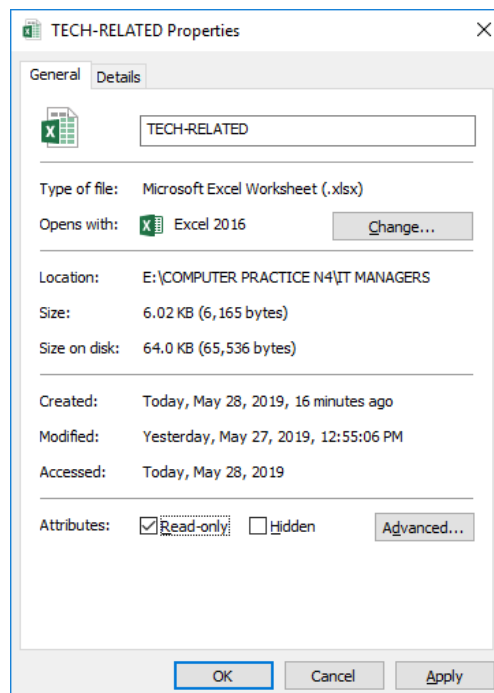 TECH-RELATED Properties
General Details
TECH-RELATED
Type of file: Microsoft Excel Worksheet (.xlsx)
Opens with: Excel 2016 Change...
Location: E:\COMPUTER PRACTICE N4\IT MANAGERS
Size: 6.02 KB (6,165 bytes)
Size on disk: 64.0 KB (65,536 bytes)
Created: Today, May 28, 2019, 16 minutes ago
Modified: Yesterday, May 27, 2019, 12:55:06 PM
Accessed: Today, May 28, 2019
Attributes: Read-only Hidden Advanced...
OK Cancel Apply